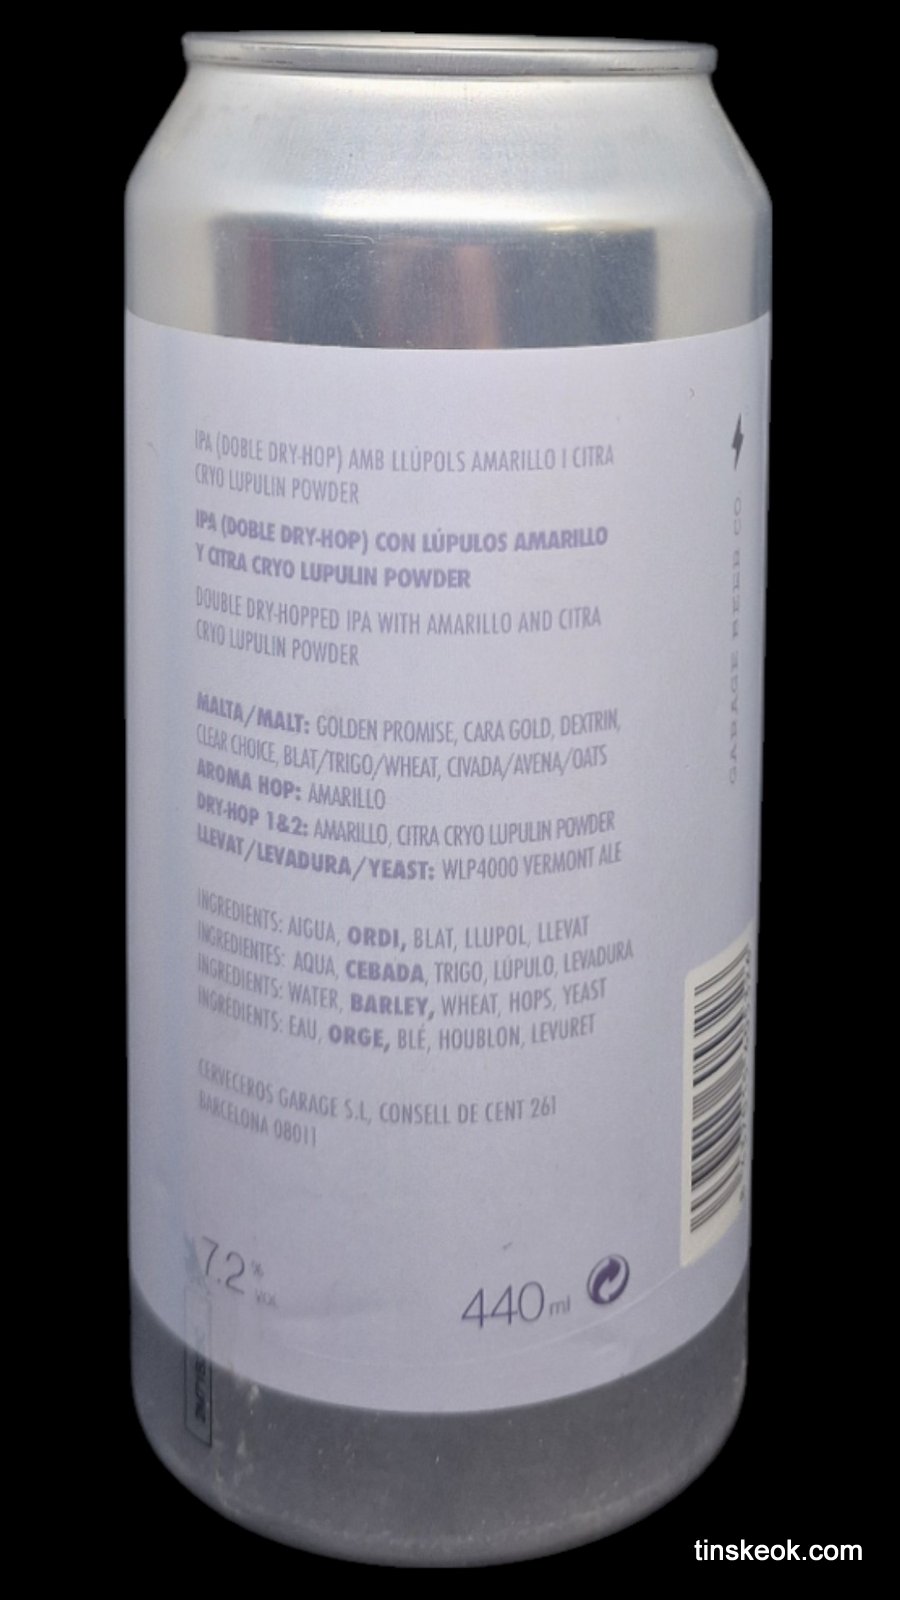 IPA (DOBLE DRY-HOP) AMB LLÚPOLS AMARILLO I CITRA
CRYO LUPULIN POWDER
IPA (DOBLE DRY-HOP) CON LÚPULOS AMARILLO
Y CITRA CRYO LUPULIN POWDER
DOUBLE DRY-HOPPED IPA WITH AMARILLO AND CITRA
CRYO LUPULIN POWDER
MALTA/MALT: GOLDEN PROMISE, CARA GOLD, DEXTRIN,
CLEAR CHOICE, BLAT/TRIGO/WHEAT, CIVADA/AVENA/OATS
AROMA HOP: AMARILLO
DRY-HOP 1&2: AMARILLO, CITRA CRYO LUPULIN POWDER
LLEVAT/LEVADURA/YEAST: WLP4000 VERMONT ALE
INGREDIENTS: AIGUA, ORDI, BLAT, LLUPOL, LLEVAT
INGREDIENTES: AQUA, CEBADA, TRIGO, LÚPULO, LEVADURA
INGREDIENTS: WATER, BARLEY, WHEAT, HOPS, YEAST
INGRÉDIENTS: EAU, ORGE, BLÉ, HOUBLON, LEVURET
CERVECEROS GARAGE S.L, CONSELL DE CENT 261
BARCELONA 08011
7.2% VOL
440ml
GARAGE BEER CO
tinskeok.com